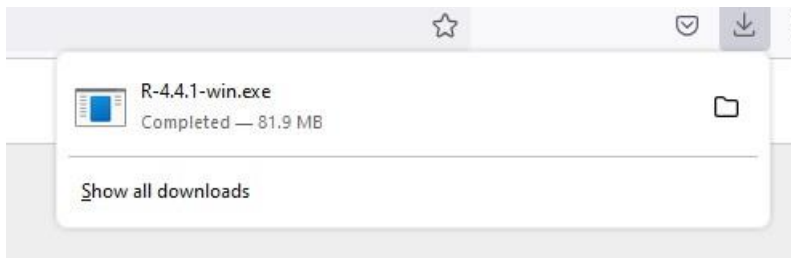 R-4.4.1-win.exe
Completed — 81.9 MB
Show all downloads